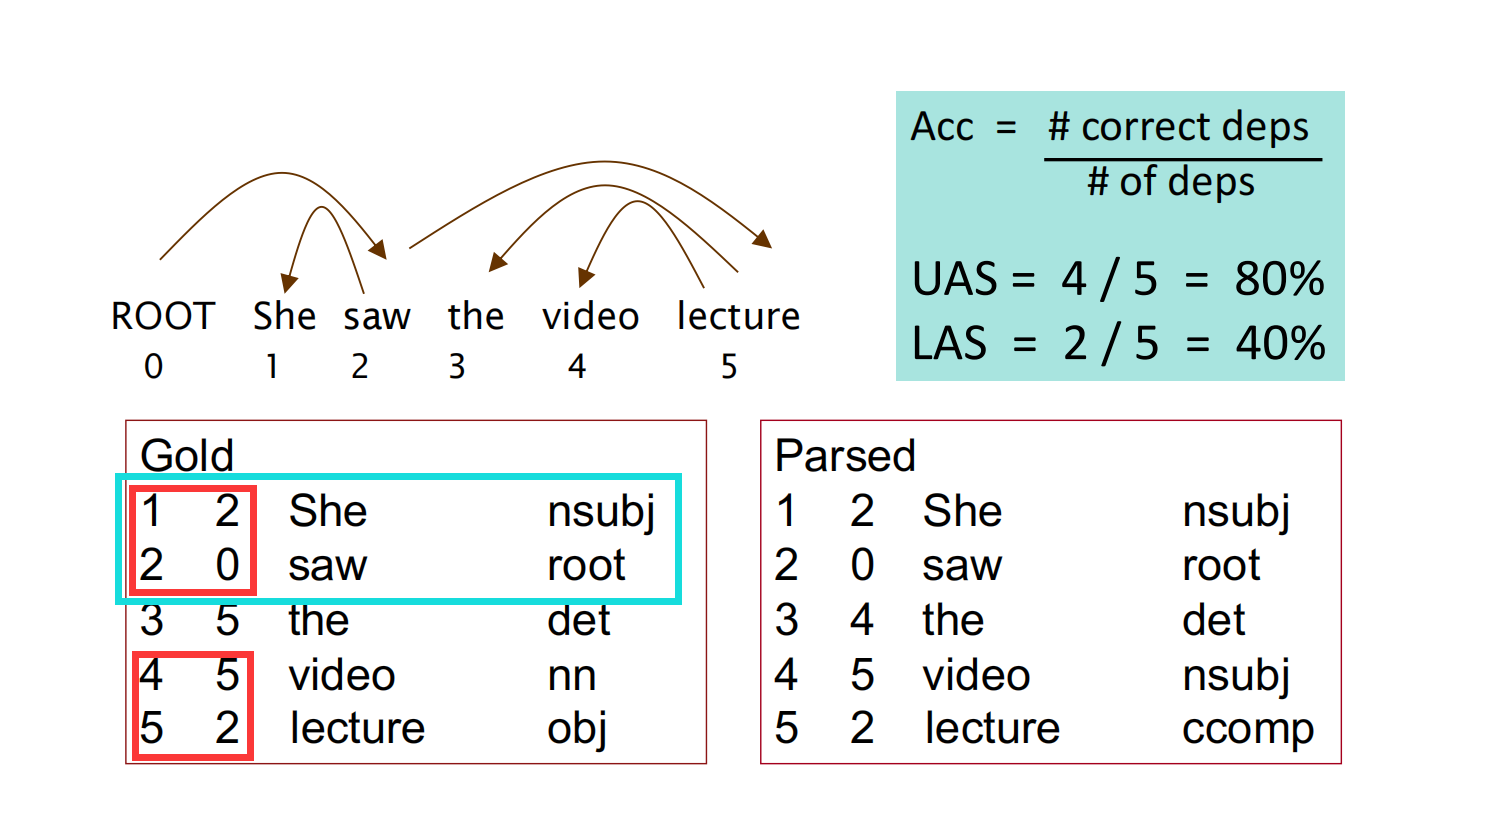 Acc = # correct deps
# of deps
UAS = 4 / 5 = 80%
LAS = 2 / 5 = 40%
ROOT She saw the video lecture
0 1 2 3 4 5
Gold
1 2 She nsubj
2 0 saw root
3 5 the det
4 5 video nn
5 2 lecture obj
Parsed
1 2 She nsubj
2 0 saw root
3 4 the det
4 5 video nsubj
5 2 lecture ccomp